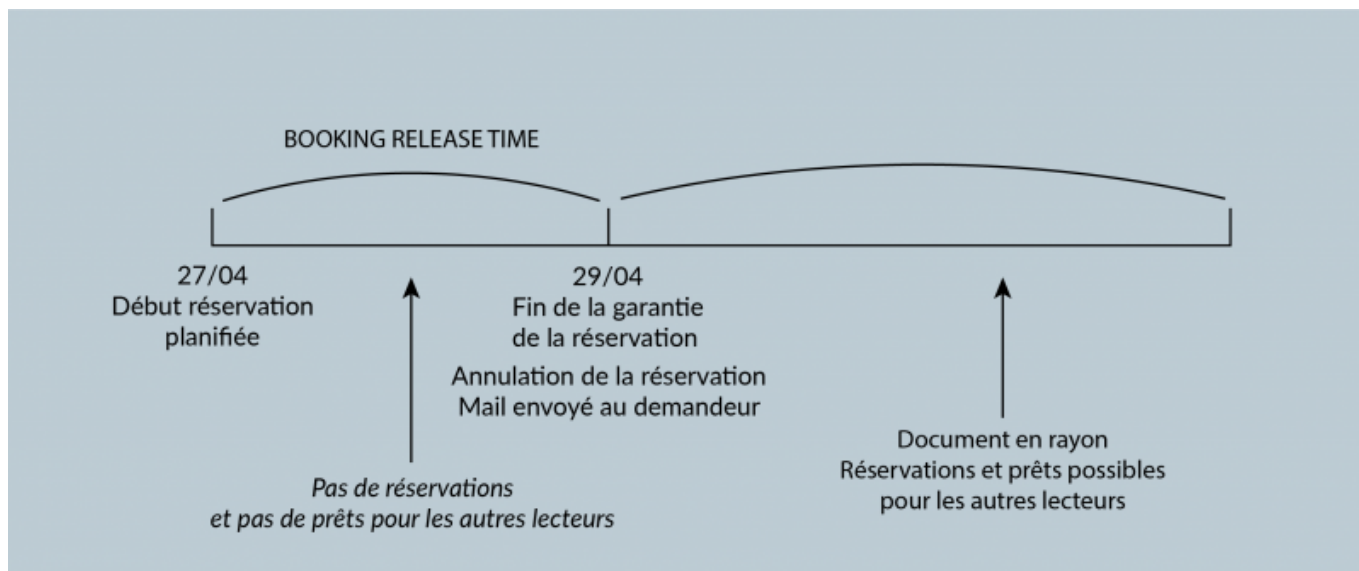 BOOKING RELEASE TIME
27/04
Début réservation
planifiée
29/04
Fin de la garantie
de la réservation
Annulation de la réservation
Mail envoyé au demandeur
Pas de réservations
et pas de prêts pour les autres lecteurs
Document en rayon
Réservations et prêts possibles
pour les autres lecteurs